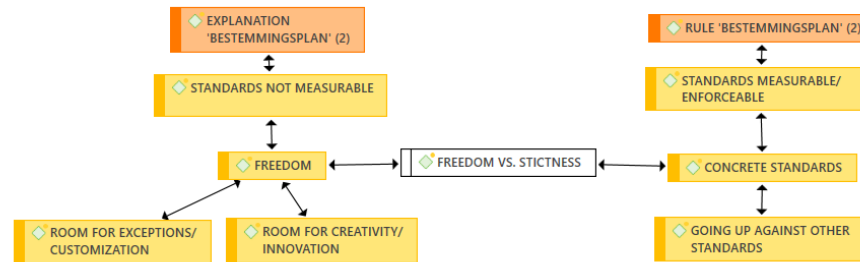 EXPLANATION
'BESTEMMINGSPLAN' (2)
RULE 'BESTEMMINGSPLAN' (2)
STANDARDS NOT MEASURABLE
STANDARDS MEASURABLE/
ENFORCEABLE
FREEDOM
FREEDOM VS. STICTNESS
CONCRETE STANDARDS
ROOM FOR EXCEPTIONS/
CUSTOMIZATION
ROOM FOR CREATIVITY/
INNOVATION
GOING UP AGAINST OTHER
STANDARDS